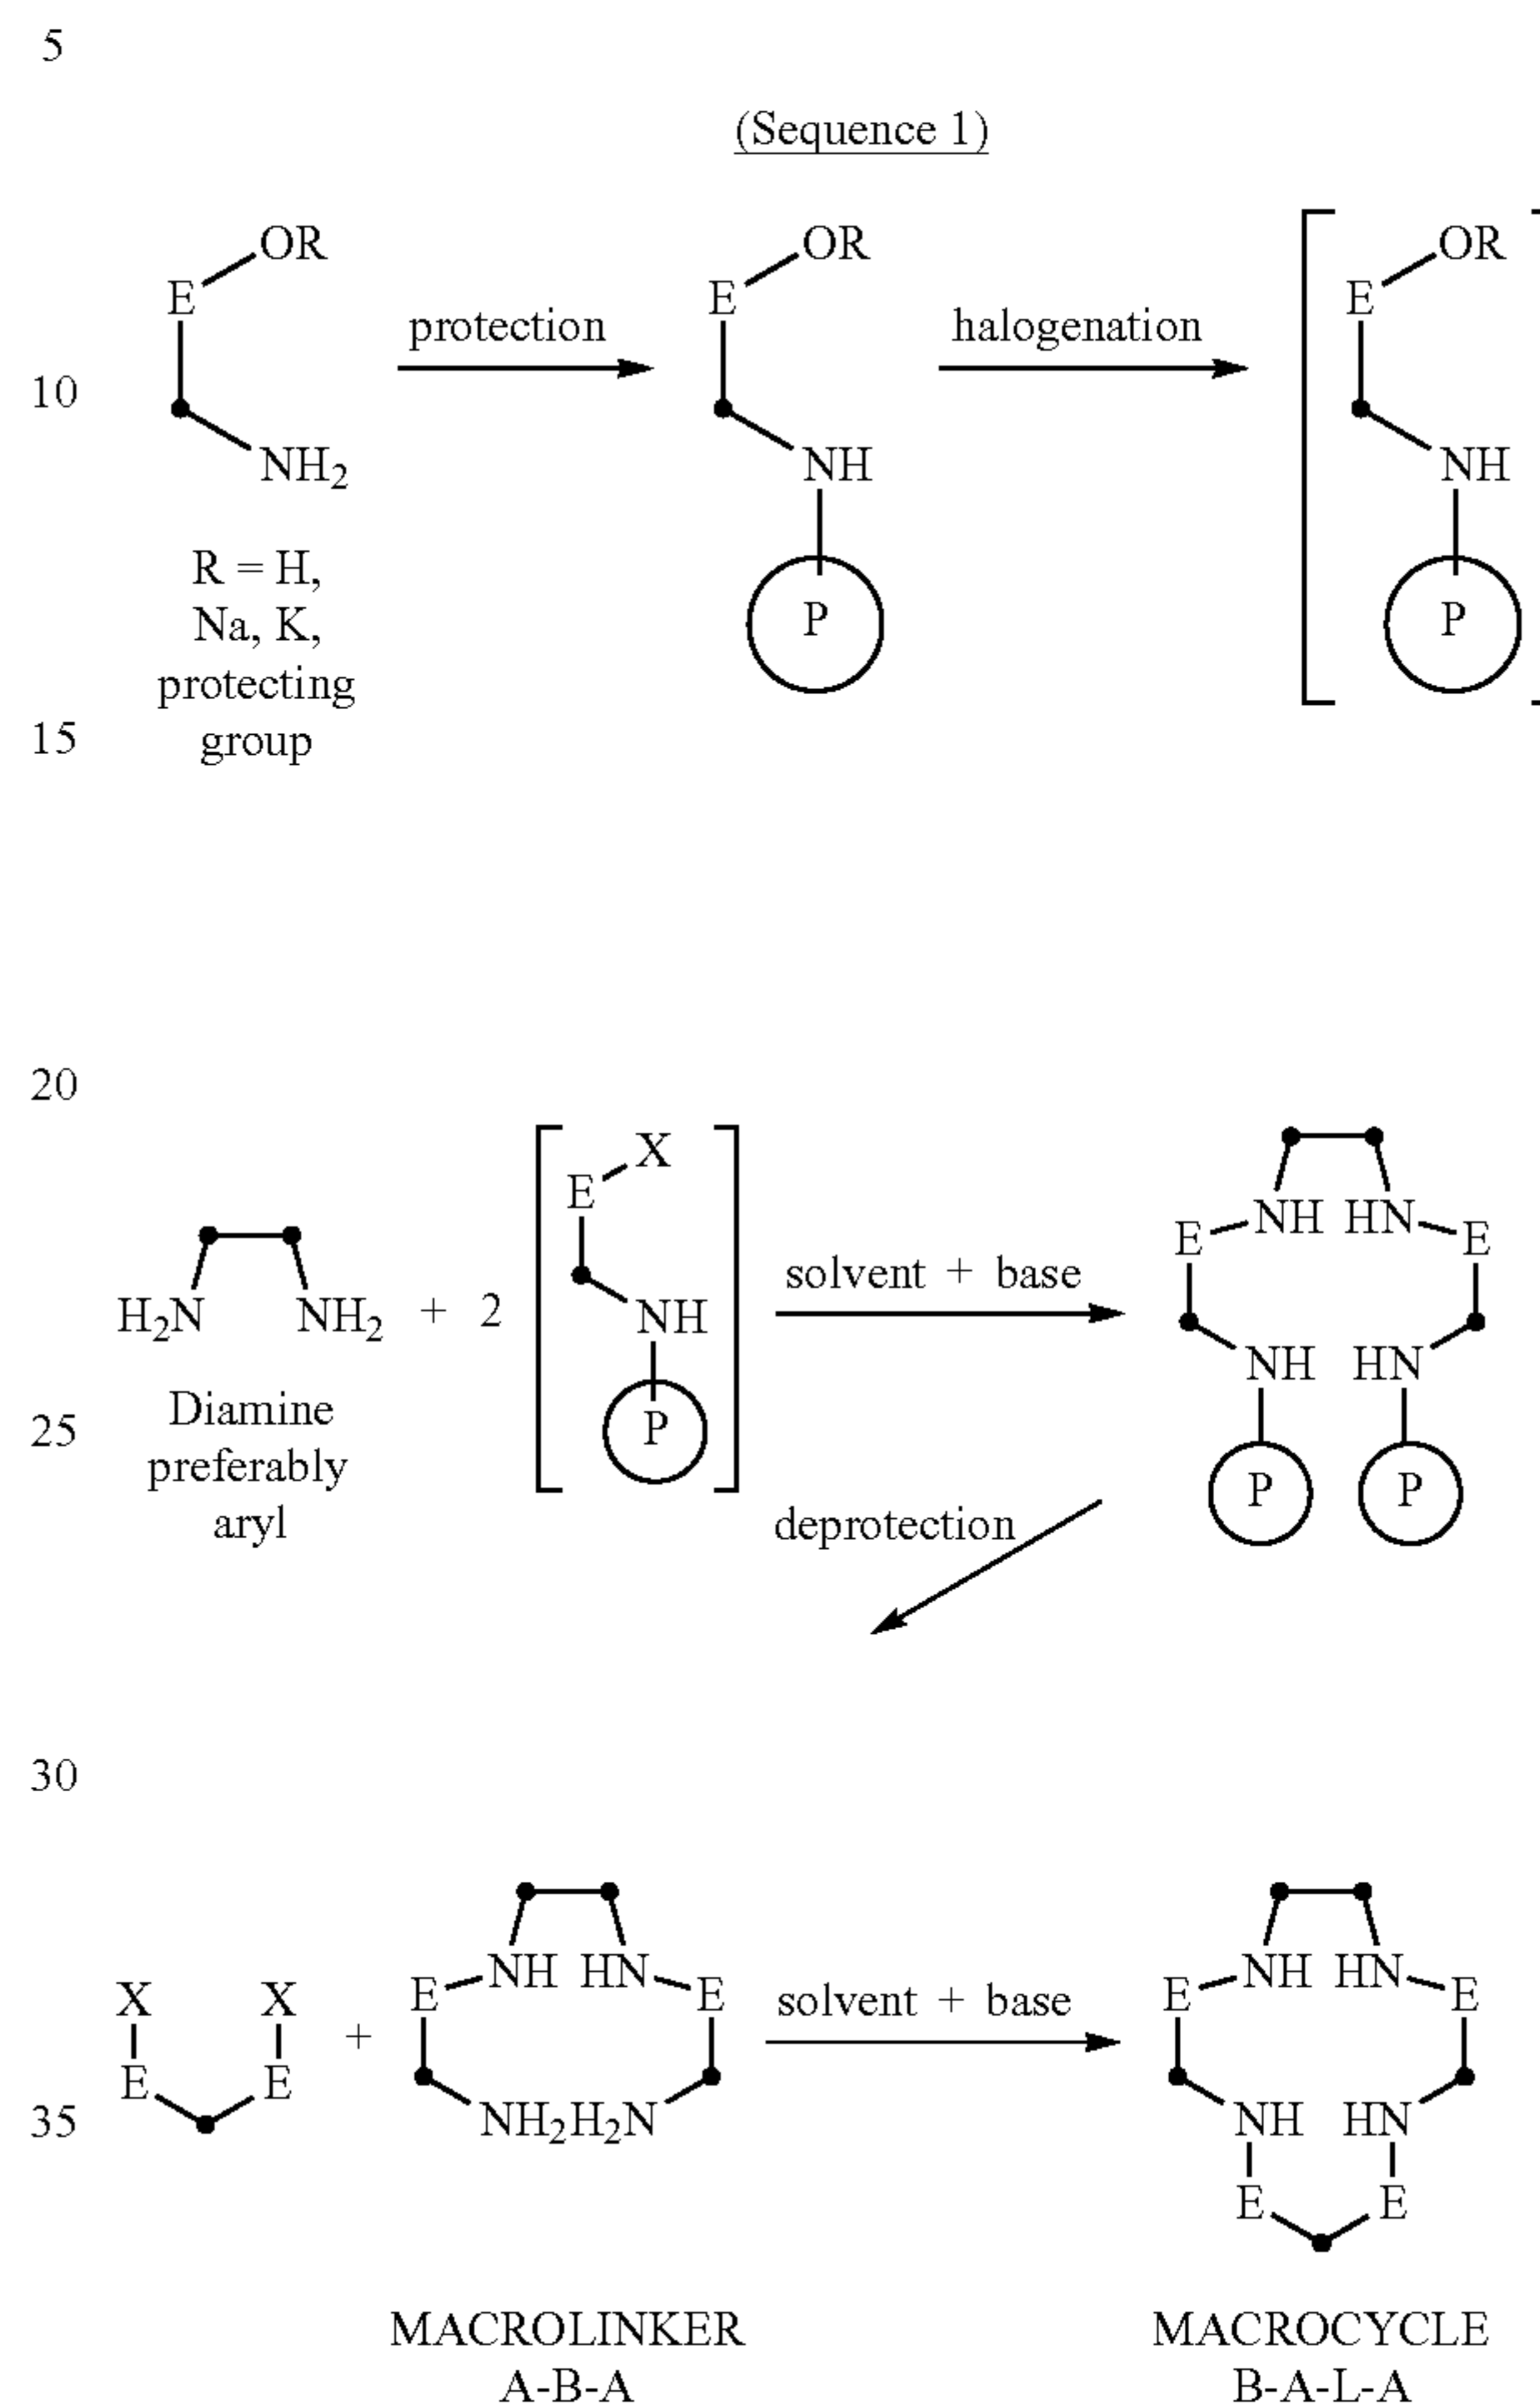 5
(Sequence 1)
OR
OR
OR
E
E
E
protection
halogenation
10
NH2
NH
NH
R = H,
Na, K,
protecting
group
P
P
15
20
X
E
NH HN
E
E
H2N
NH2
+ 2
NH
solvent + base
NH HN
Diamine
preferably
aryl
25
P
P
P
deprotection
30
X
X
E
E
+
NH HN
E
E
NH2H2N
solvent + base
NH HN
E
E
NH HN
E
E
35
MACROLINKER
A-B-A
MACROCYCLE
B-A-L-A